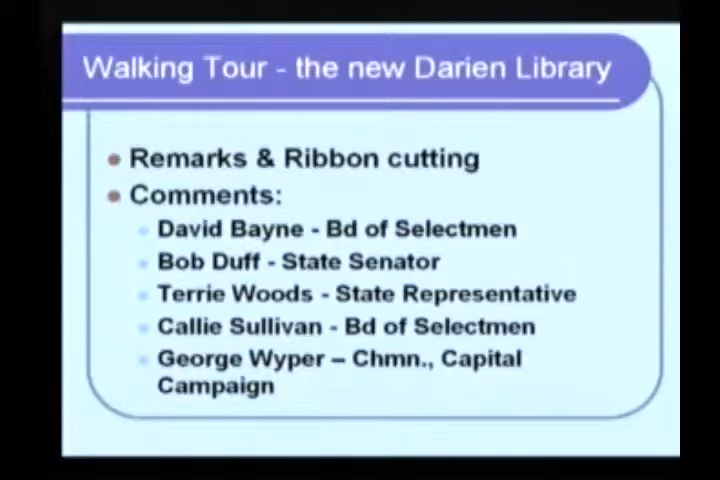 Walking Tour - the new Darien Library
Remarks & Ribbon cutting
Comments:
David Bayne - Bd of Selectmen
Bob Duff - State Senator
Terrie Woods - State Representative
Callie Sullivan - Bd of Selectmen
George Wyper – Chmn., Capital
Campaign